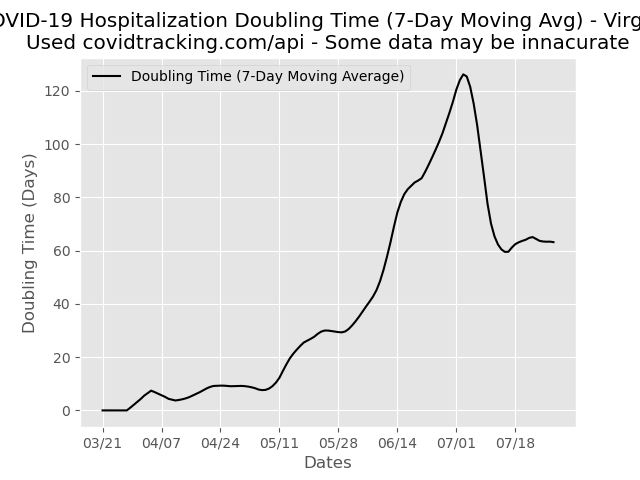 OVID-19 Hospitalization Doubling Time (7-Day Moving Avg) - Virg
Used covidtracking.com/api - Some data may be innacurate
Doubling Time (7-Day Moving Average)
Doubling Time (Days)
120
100
80
60
40
20
0
03/21 04/07 04/24 05/11 05/28 06/14 07/01 07/18
Dates